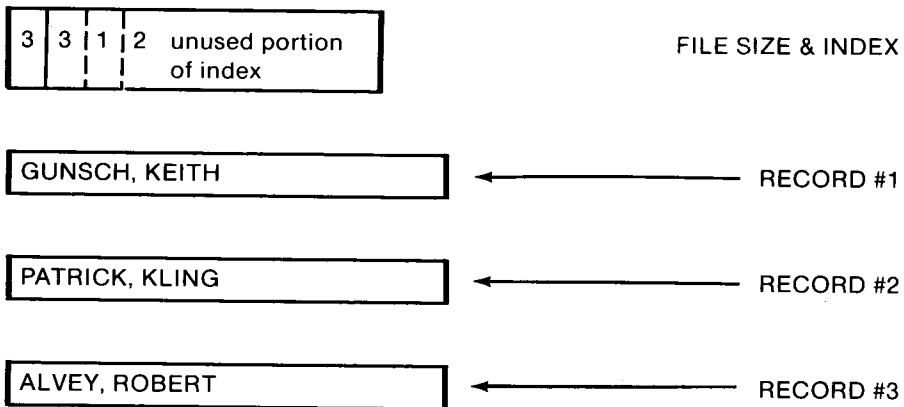 3 3 1 2 unused portion
of index
FILE SIZE & INDEX
GUNSCH, KEITH
RECORD #1
PATRICK, KLING
RECORD #2
ALVEY, ROBERT
RECORD #3